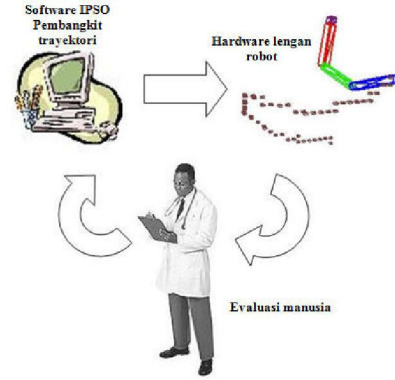 Software IPSO
Pembangkit
trayektori
Hardware lengan
robot
Evaluasi manusia